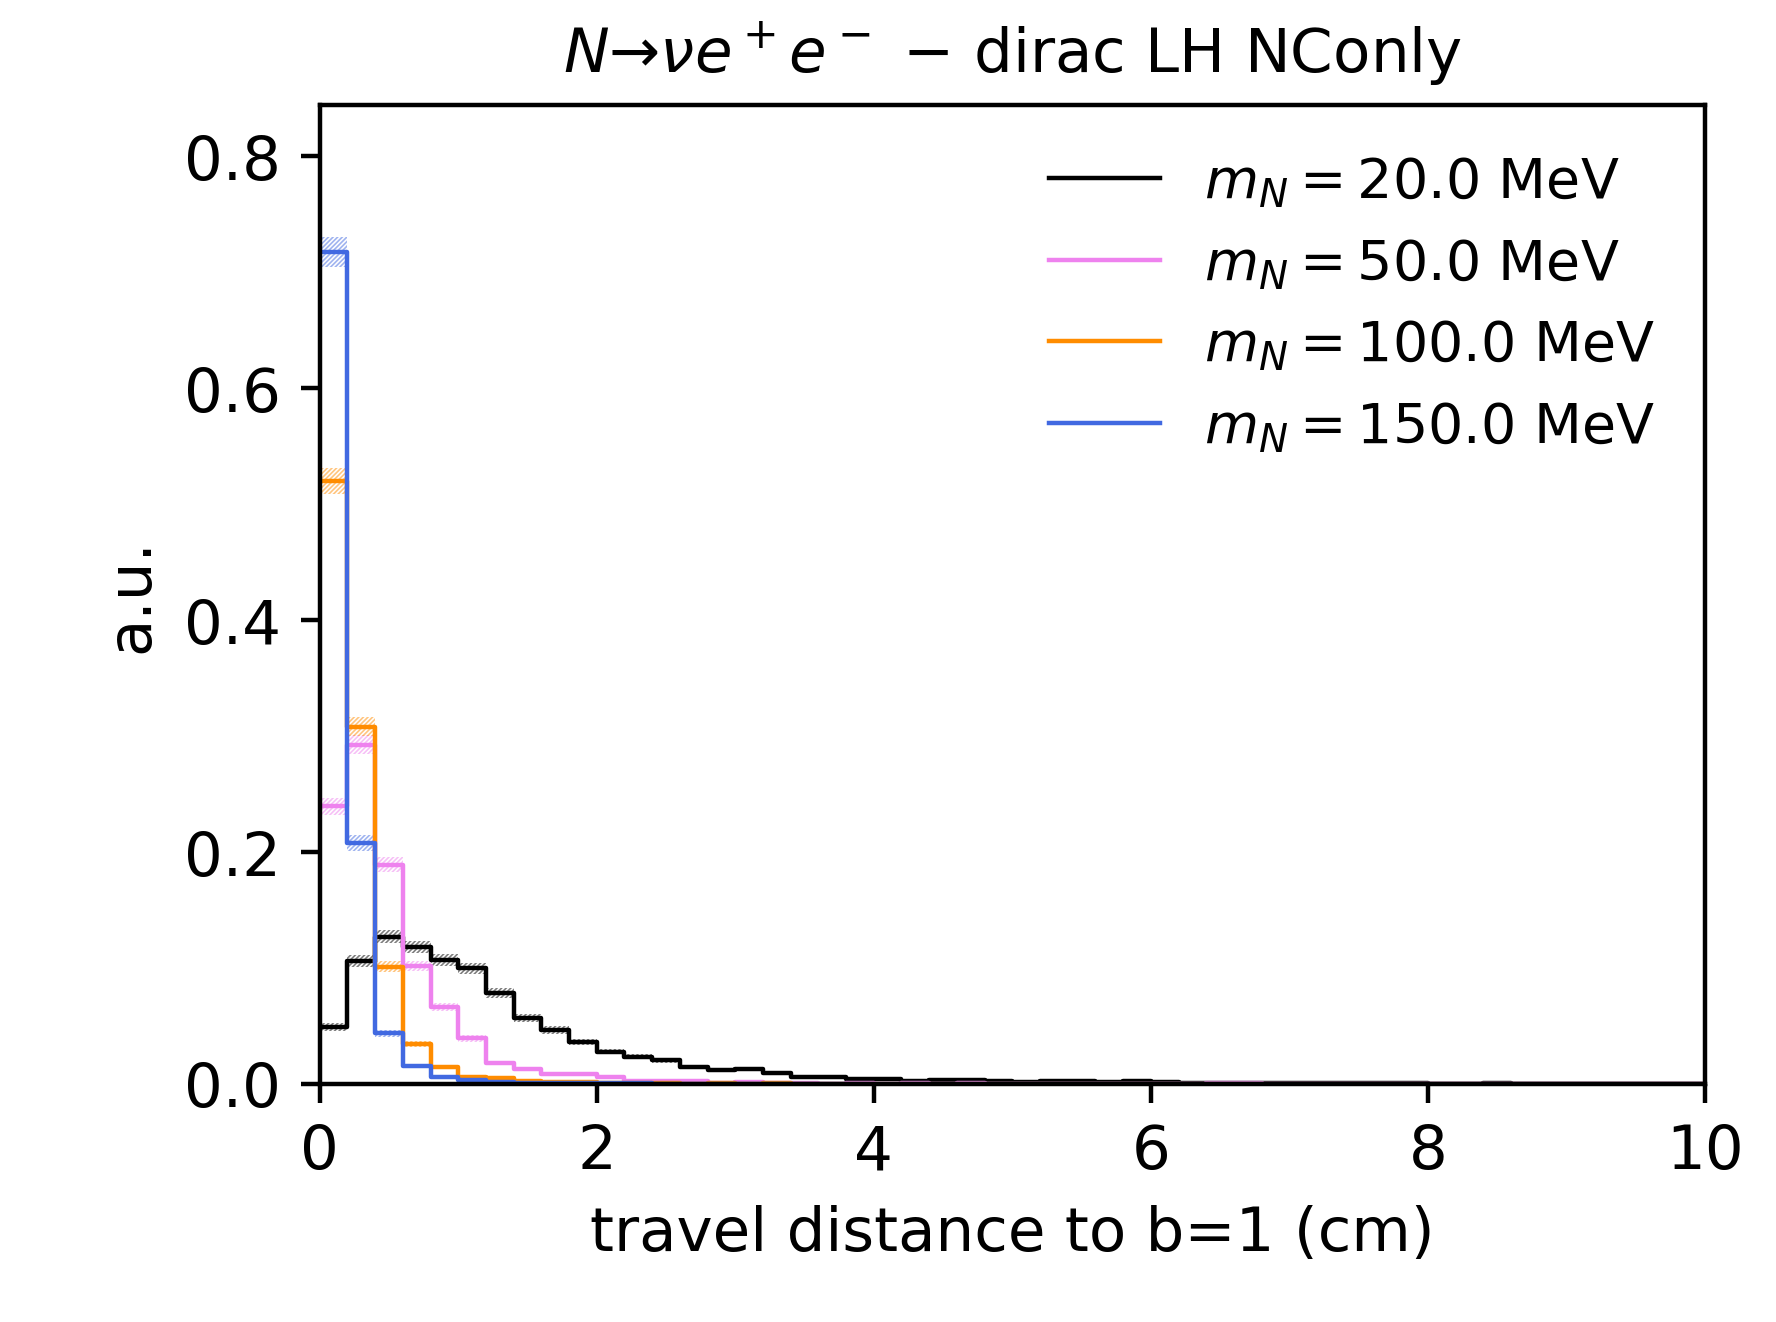 N→νe⁺e⁻ − dirac LH NConly
m_N = 20.0 MeV
m_N = 50.0 MeV
m_N = 100.0 MeV
m_N = 150.0 MeV
a.u.
0.8
0.6
0.4
0.2
0.0
0 2 4 6 8 10
travel distance to b=1 (cm)